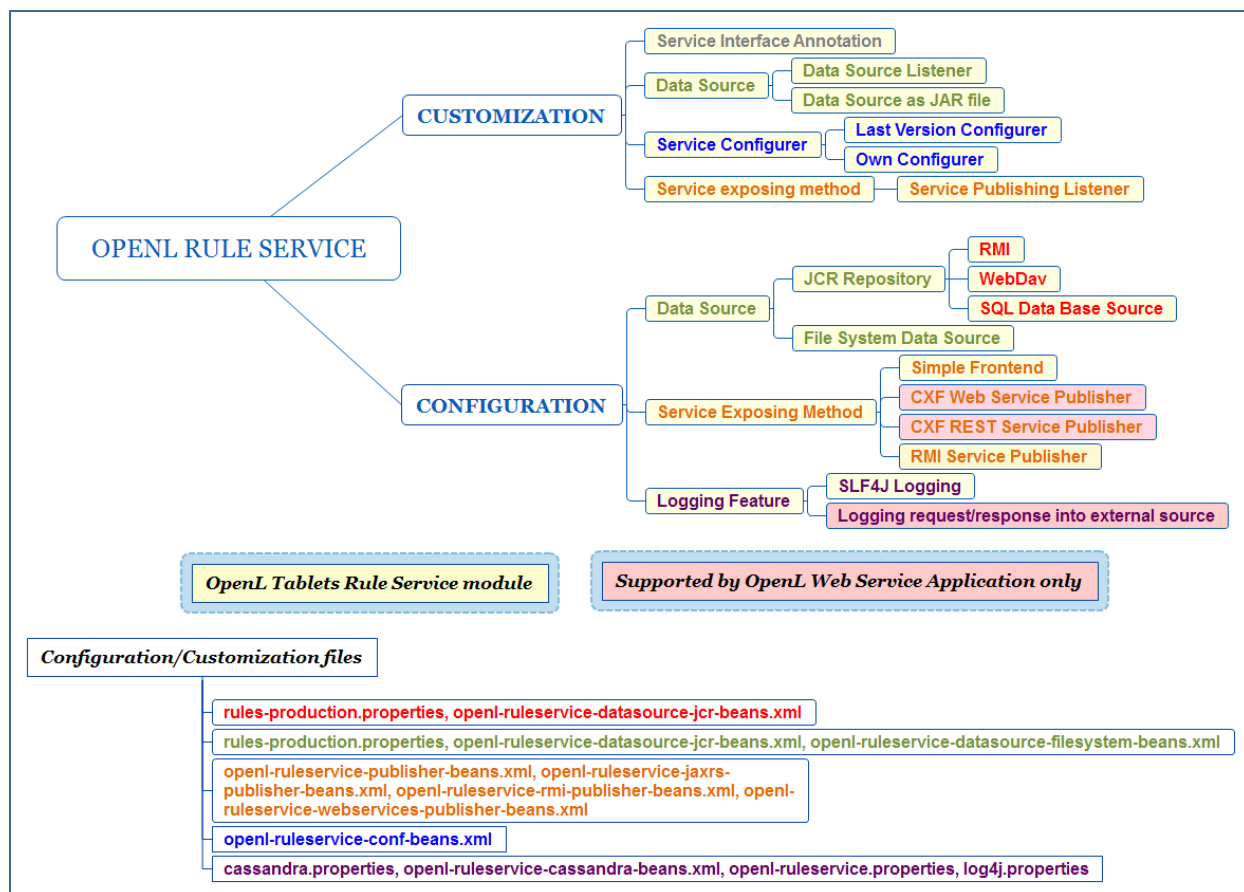 Service Interface Annotation
Data Source Listener
Data Source
Data Source as JAR file
CUSTOMIZATION
Last Version Configurer
Service Configurer
Own Configurer
Service exposing method
Service Publishing Listener
OPENL RULE SERVICE
RMI
JCR Repository
WebDav
Data Source
SQL Data Base Source
File System Data Source
Simple Frontend
CONFIGURATION
CXF Web Service Publisher
Service Exposing Method
CXF REST Service Publisher
RMI Service Publisher
SLF4J Logging
Logging Feature
Logging request/response into external source
OpenL Tablets Rule Service module
Supported by OpenL Web Service Application only
Configuration/Customization files
rules-production.properties, openl-ruleservice-datasource-jcr-beans.xml
rules-production.properties, openl-ruleservice-datasource-jcr-beans.xml, openl-ruleservice-datasource-filesystem-beans.xml
openl-ruleservice-publisher-beans.xml, openl-ruleservice-jaxrs-
publisher-beans.xml, openl-ruleservice-rmi-publisher-beans.xml, openl-
ruleservice-webservices-publisher-beans.xml
openl-ruleservice-conf-beans.xml
cassandra.properties, openl-ruleservice-cassandra-beans.xml, openl-ruleservice.properties, log4j.properties